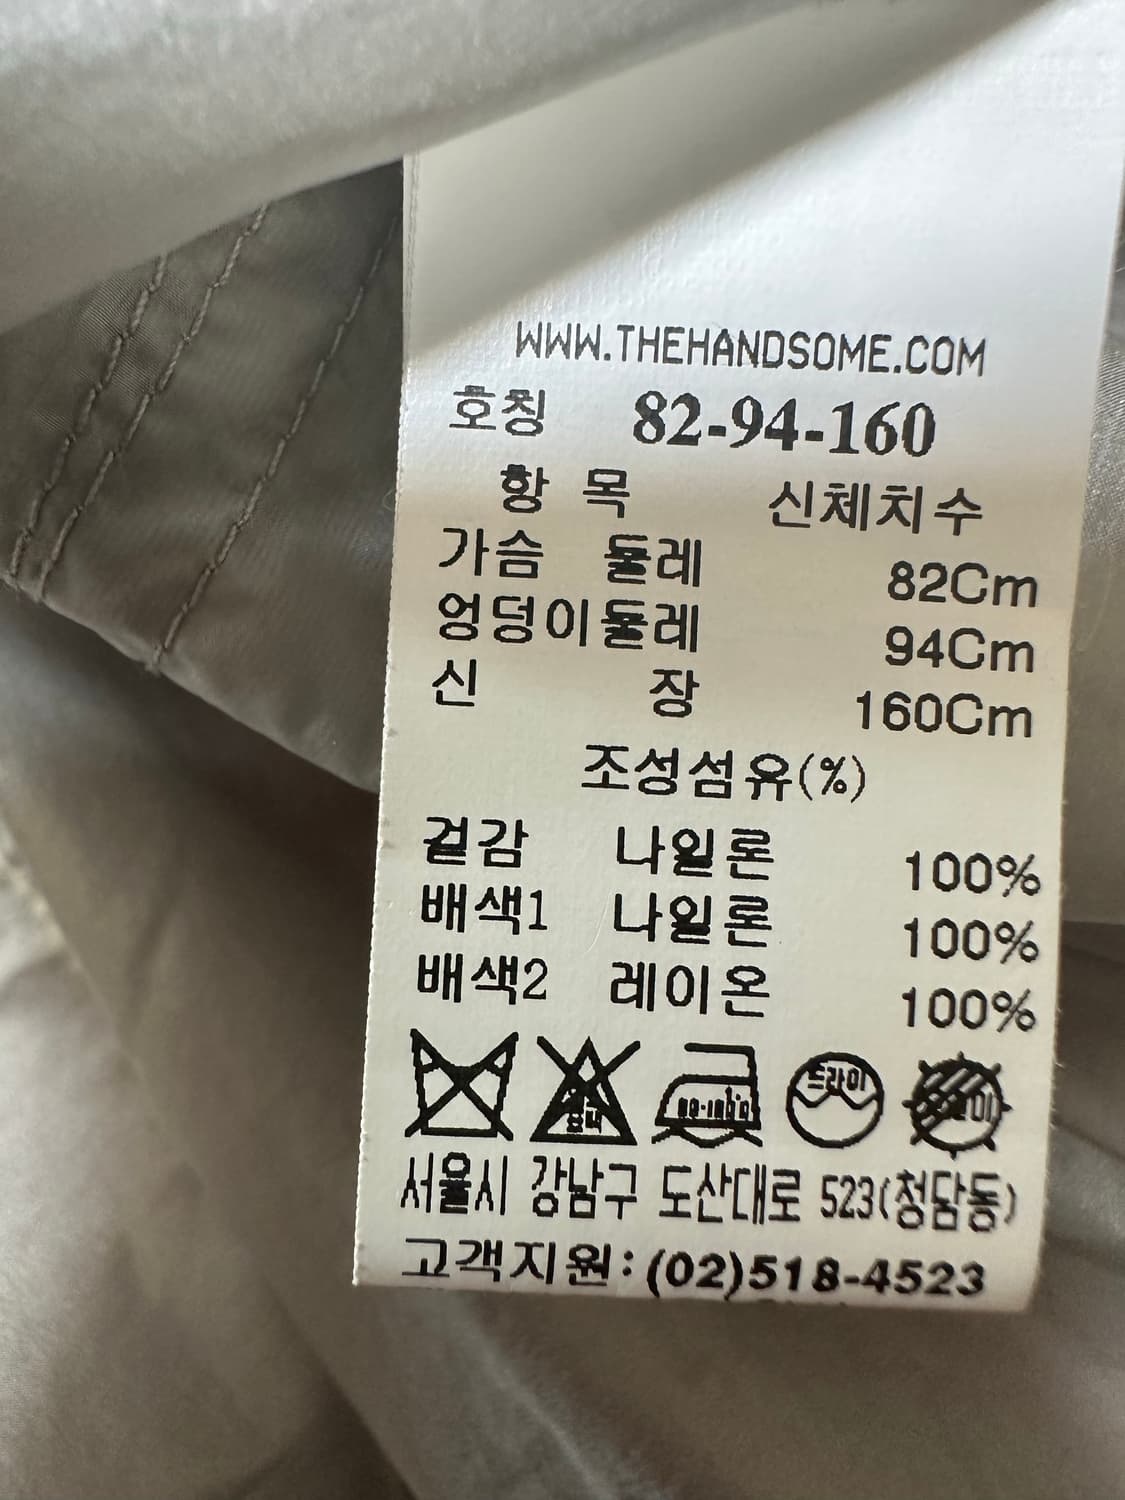 WWW.THEHANDSOME.COM
호칭 82-94-160
항 목 신체치수
가슴 둘레 82Cm
엉덩이둘레 94Cm
신 장 160Cm
조성섬유(%)
겉감 나일론 100%
배색1 나일론 100%
배색2 레이온 100%
드라이
서울시 강남구 도산대로 523(청담동)
고객지원:(02)518-4523